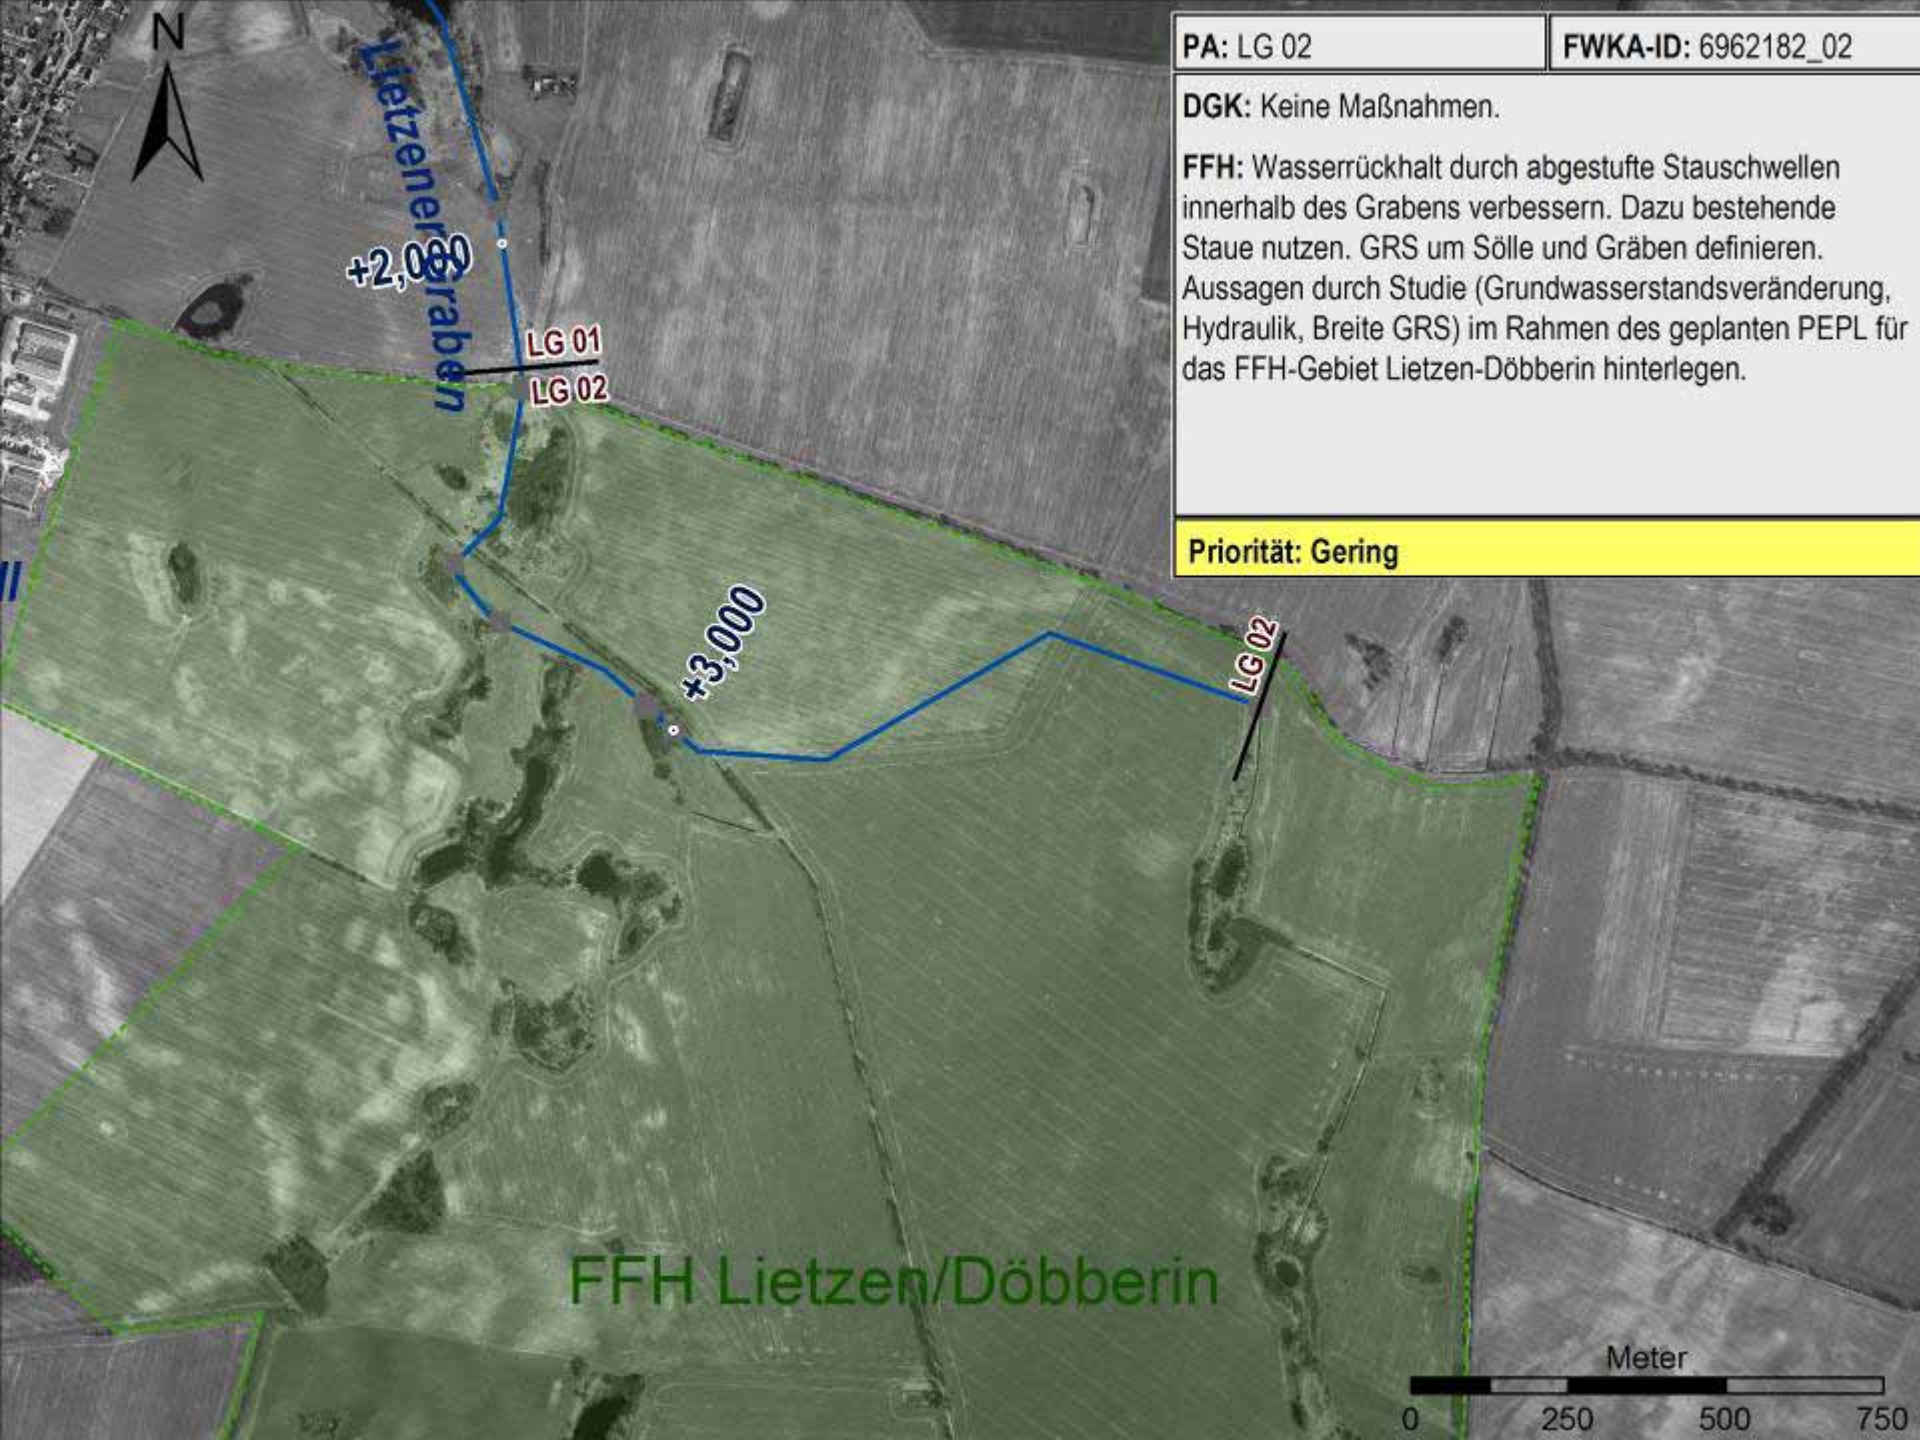 N
PA: LG 02
FWKA-ID: 6962182_02
DGK: Keine Maßnahmen.
FFH: Wasserrückhalt durch abgestufte Stauschwellen
innerhalb des Grabens verbessern. Dazu bestehende
Staue nutzen. GRS um Sölle und Gräben definieren.
Aussagen durch Studie (Grundwasserstandsveränderung,
Hydraulik, Breite GRS) im Rahmen des geplanten PEPL für
das FFH-Gebiet Lietzen-Döbberin hinterlegen.
Priorität: Gering
Lietzener Graben
+2,000
LG 01
LG 02
+3,000
LG 02
FFH Lietzen/Döbberin
Meter
0 250 500 750